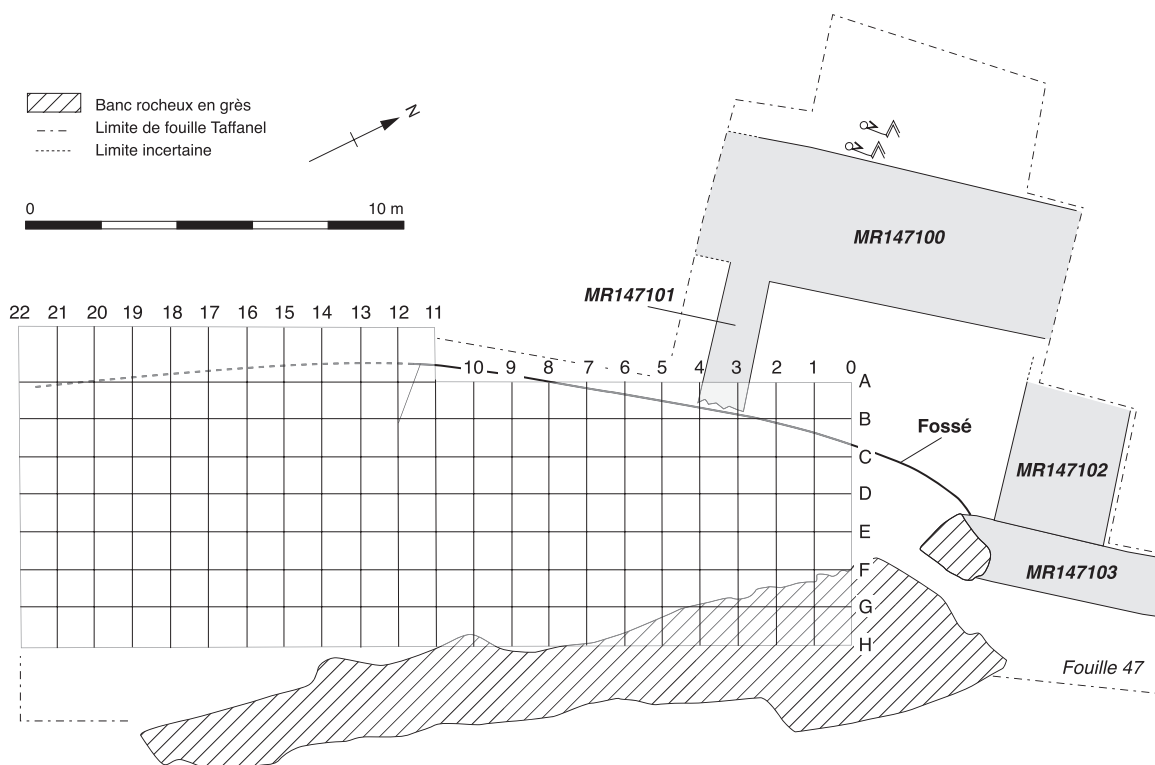 Banc rocheux en grès
Limite de fouille Taffanel
Limite incertaine
N
0 10 m
MR147100
MR147101
22 21 20 19 18 17 16 15 14 13 12 11
10 9 8 7 6 5 4 3 2 1 0
A
B
Fossé
C
MR147102
D
E
F
MR147103
G
H
Fouille 47